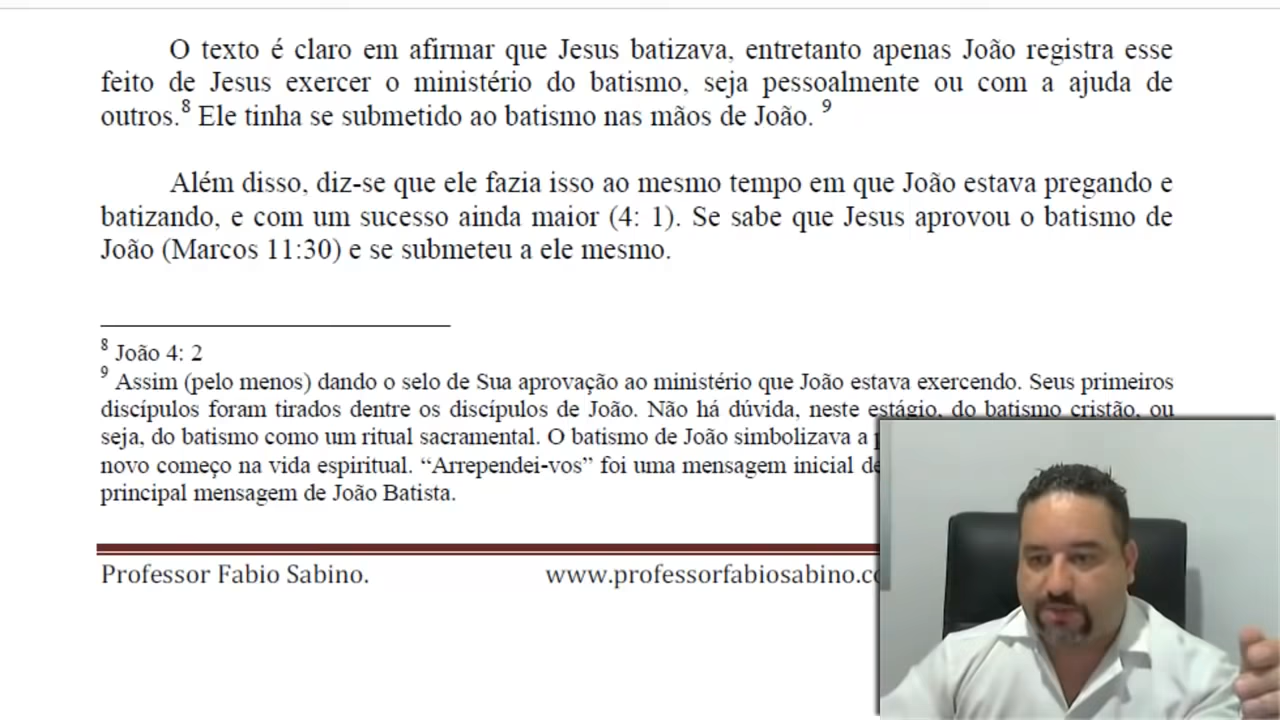 O texto é claro em afirmar que Jesus batizava, entretanto apenas João registra esse
feito de Jesus exercer o ministério do batismo, seja pessoalmente ou com a ajuda de
outros.⁸ Ele tinha se submetido ao batismo nas mãos de João. ⁹
Além disso, diz-se que ele fazia isso ao mesmo tempo em que João estava pregando e
batizando, e com um sucesso ainda maior (4: 1). Se sabe que Jesus aprovou o batismo de
João (Marcos 11:30) e se submeteu a ele mesmo.
⁸ João 4: 2
⁹ Assim (pelo menos) dando o selo de Sua aprovação ao ministério que João estava exercendo. Seus primeiros
discípulos foram tirados dentre os discípulos de João. Não há dúvida, neste estágio, do batismo cristão, ou
seja, do batismo como um ritual sacramental. O batismo de João simbolizava a
novo começo na vida espiritual. “Arrependei-vos” foi uma mensagem inicial
principal mensagem de João Batista.
Professor Fabio Sabino. www.professorfabiosabino.co